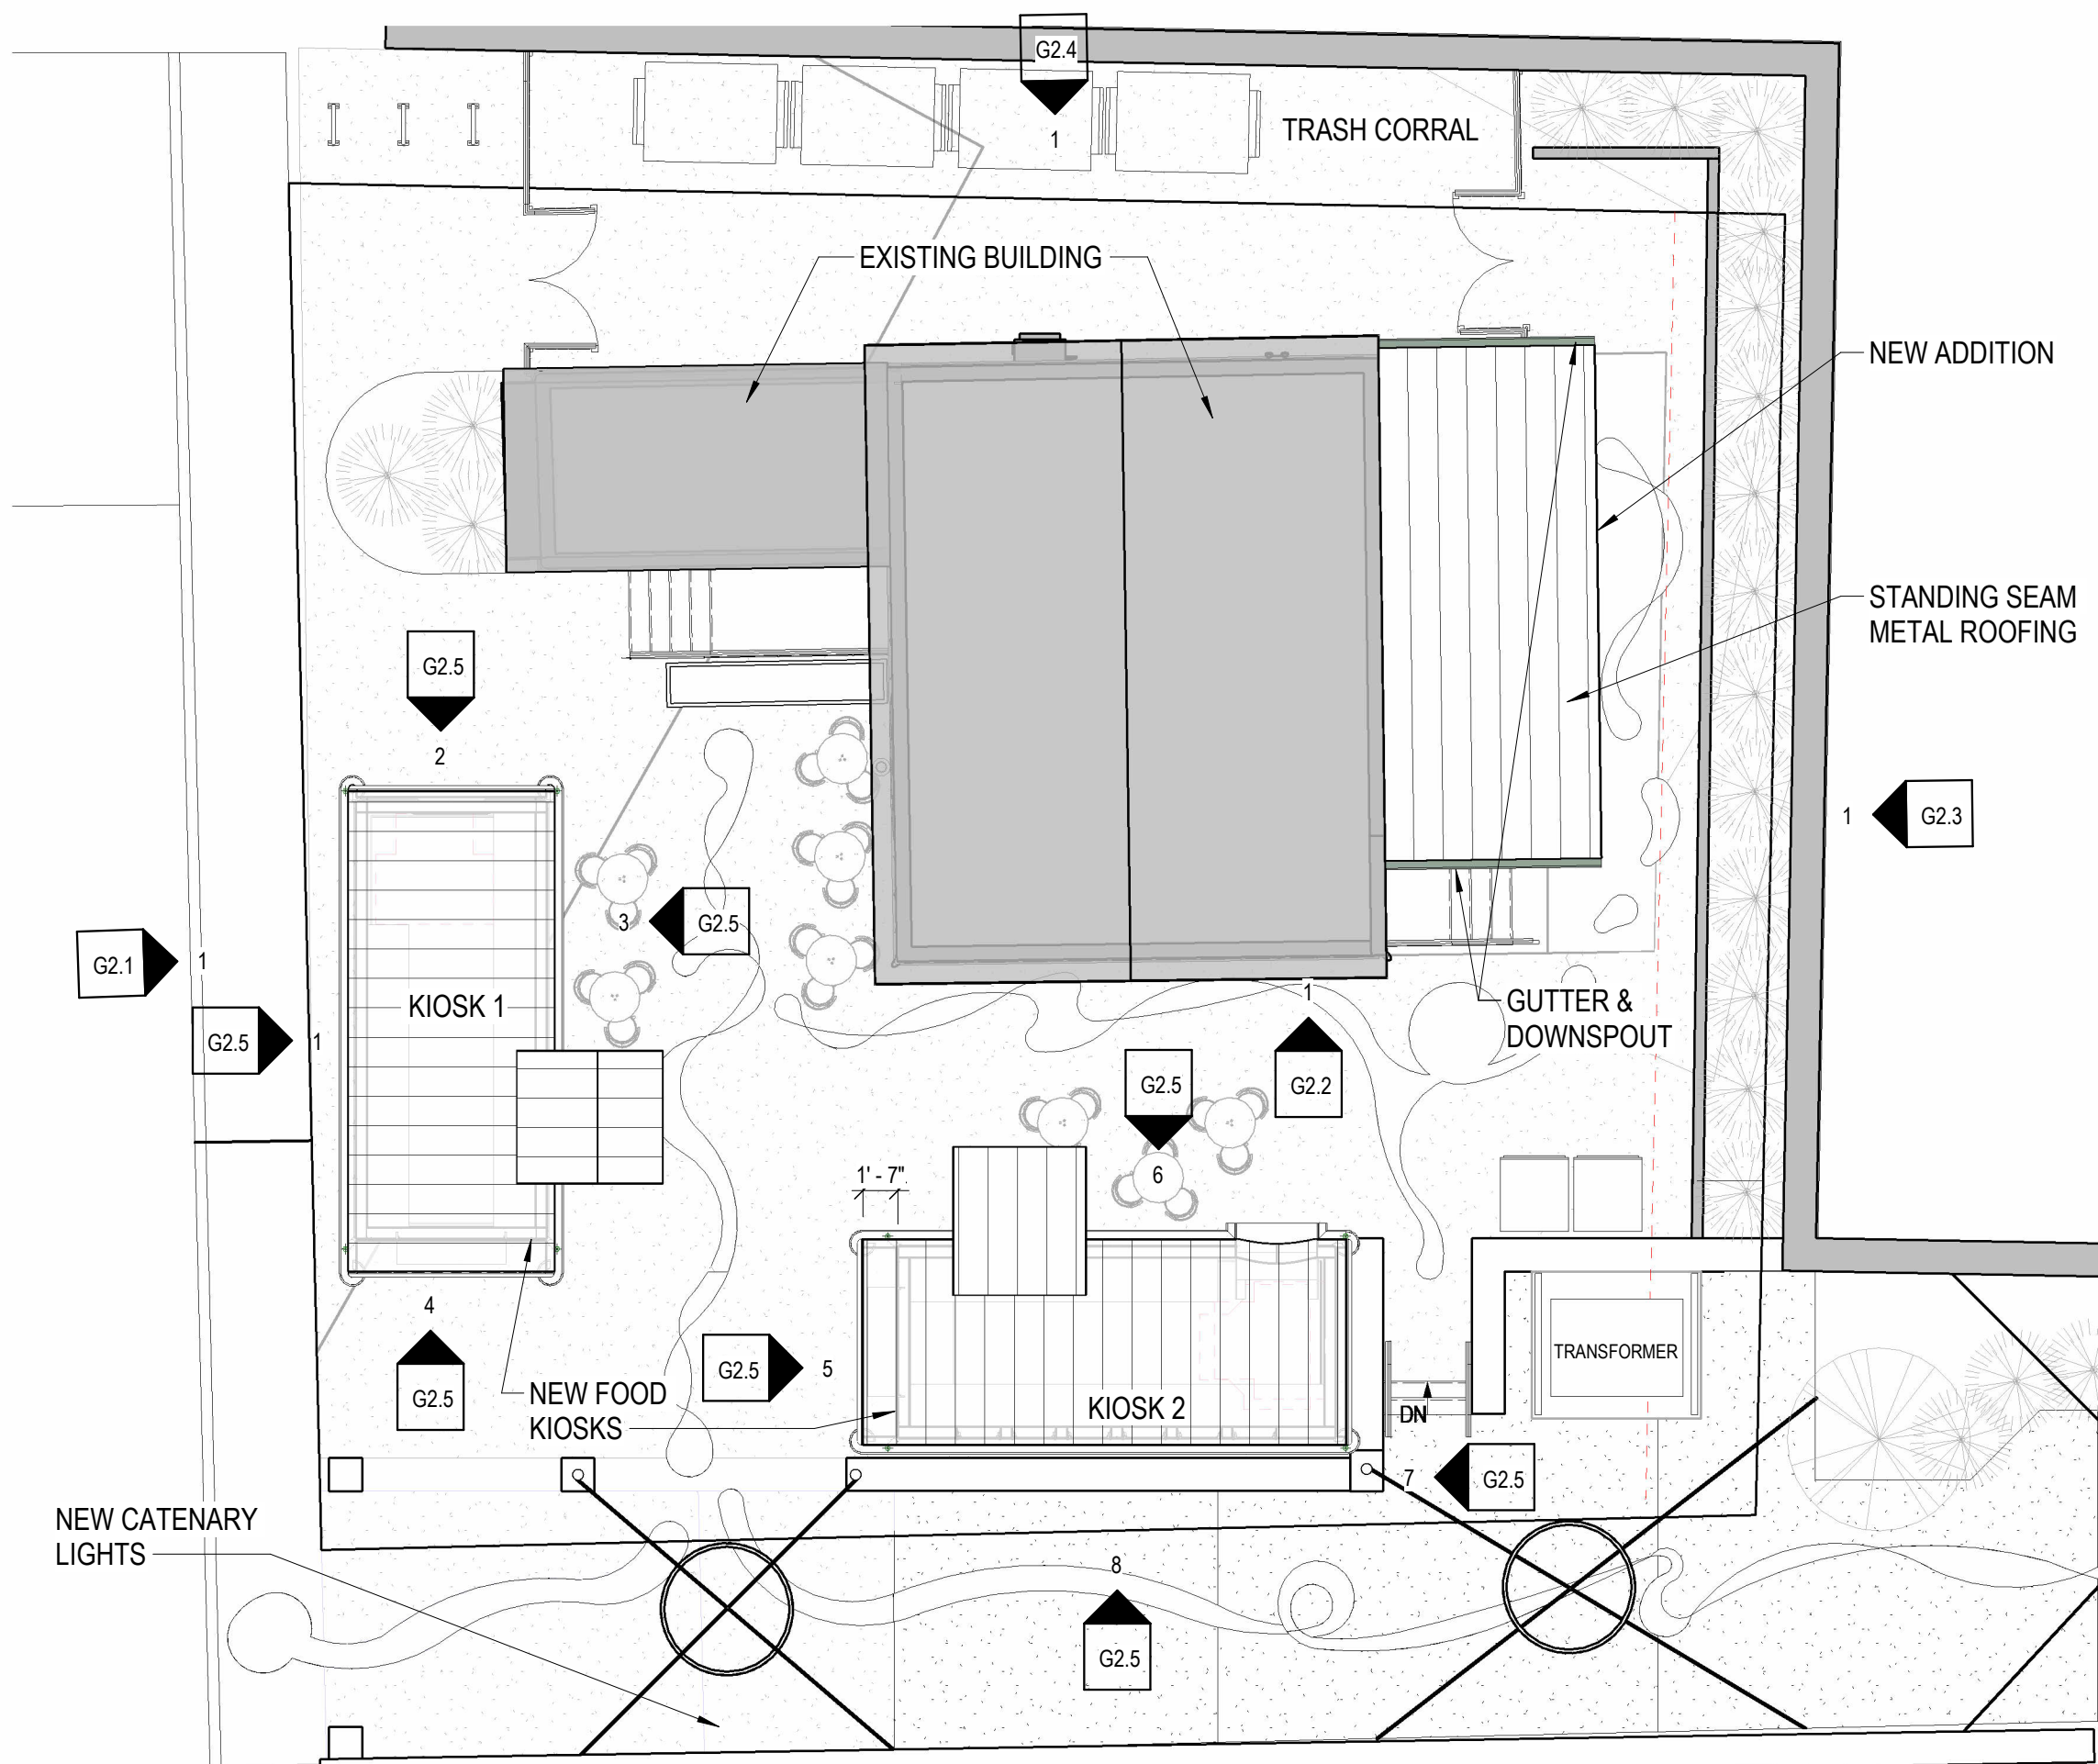 G2.4
1
TRASH CORRAL
EXISTING BUILDING
NEW ADDITION
STANDING SEAM
METAL ROOFING
G2.5
2
1
G2.3
3
G2.5
G2.1
1
KIOSK 1
G2.5
1
GUTTER &
DOWNSPOUT
1
G2.2
G2.5
6
1' - 7"
4
G2.5
NEW FOOD
KIOSKS
G2.5
5
KIOSK 2
DN
TRANSFORMER
7
G2.5
NEW CATENARY
LIGHTS
8
G2.5